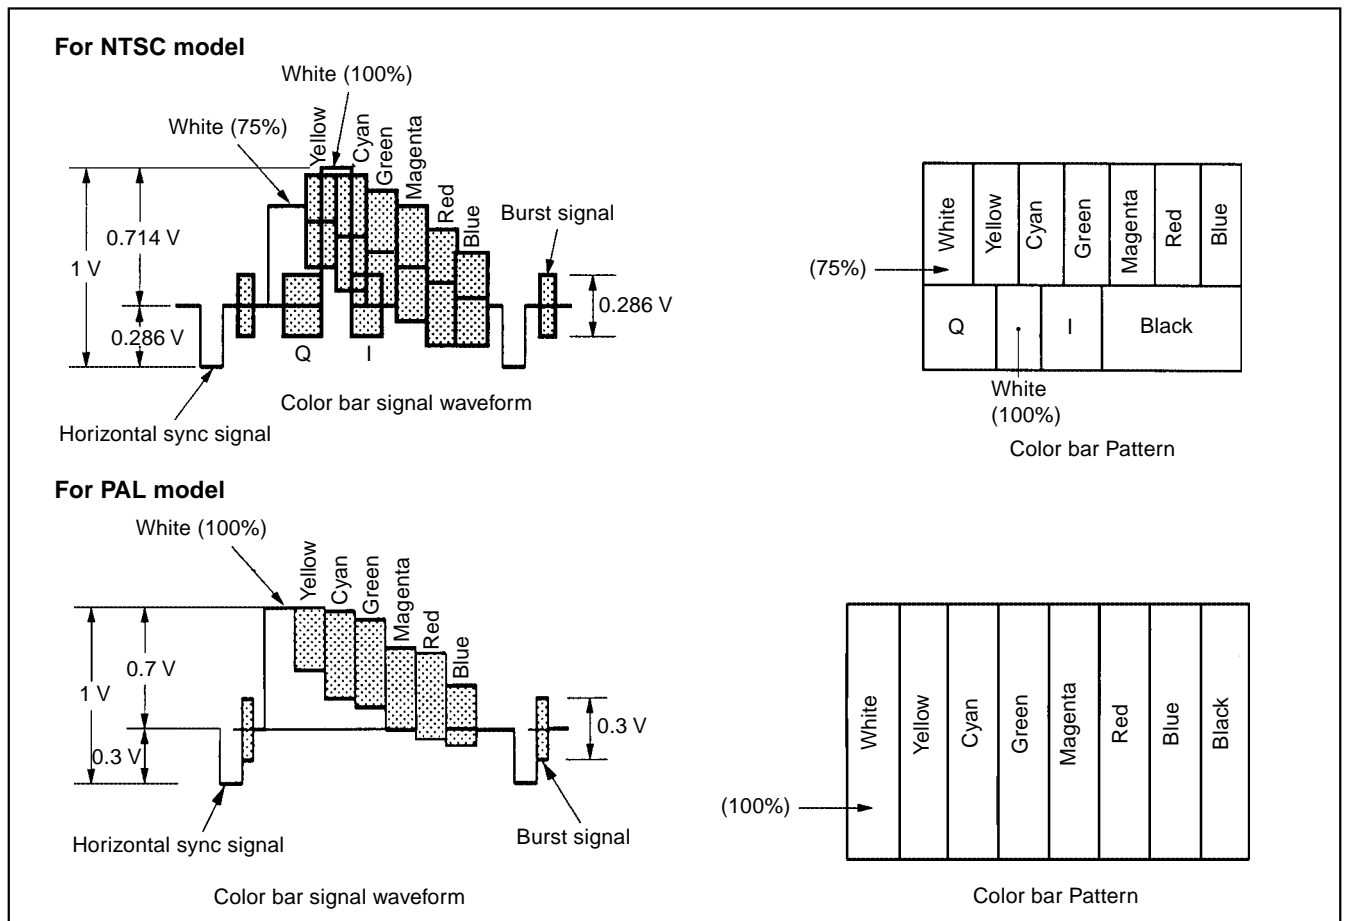 For NTSC model
White (100%)
White (75%)
Yellow
Cyan
Green
Magenta
Red
Blue
Burst signal
0.714 V
1 V
0.286 V
0.286 V
Q
I
Color bar signal waveform
Horizontal sync signal
White
Yellow
Cyan
Green
Magenta
Red
Blue
(75%)
Q
I
Black
White
(100%)
Color bar Pattern
For PAL model
White (100%)
Yellow
Cyan
Green
Magenta
Red
Blue
0.7 V
1 V
0.3 V
0.3 V
Horizontal sync signal
Burst signal
Color bar signal waveform
White
Yellow
Cyan
Green
Magenta
Red
Blue
Black
(100%)
Color bar Pattern